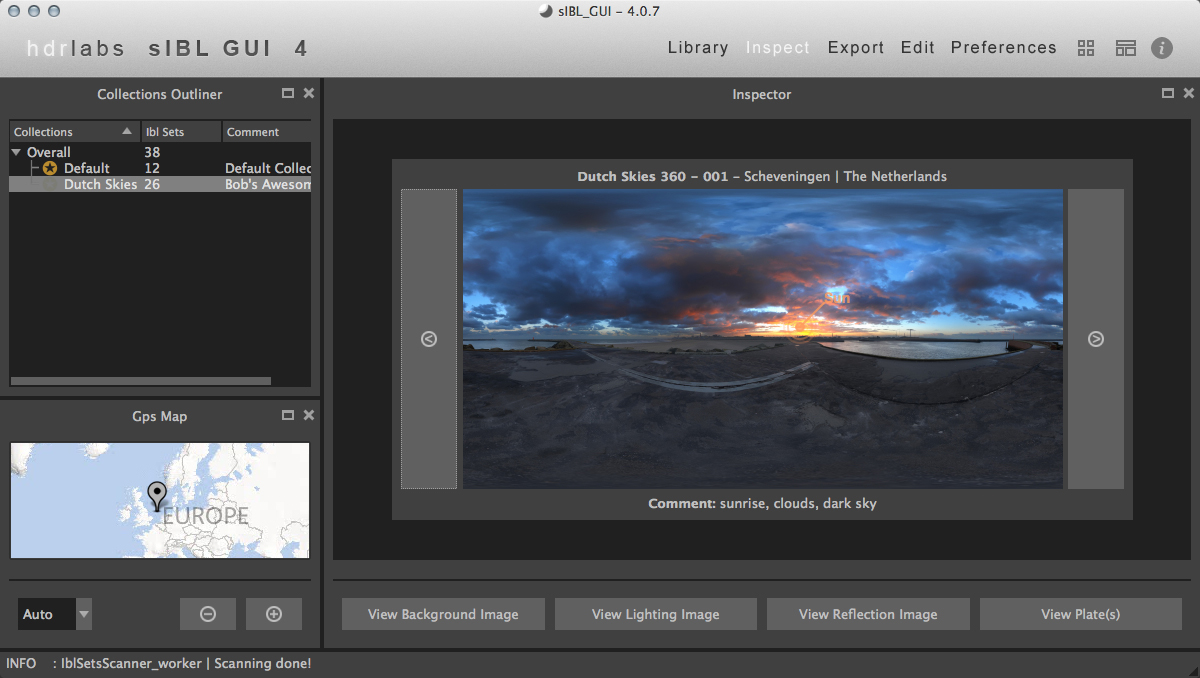 sIBL_GUI – 4.0.7
hdrlabs sIBL GUI 4
Library Inspect Export Edit Preferences
Collections Outliner
Collections Ibl Sets Comment
Overall 38
Default 12 Default Collec
Dutch Skies 26 Bob's Awesom
Gps Map
EUROPE
Auto
Inspector
Dutch Skies 360 – 001 – Scheveningen | The Netherlands
Sun
Comment: sunrise, clouds, dark sky
View Background Image View Lighting Image View Reflection Image View Plate(s)
INFO : IblSetsScanner_worker | Scanning done!